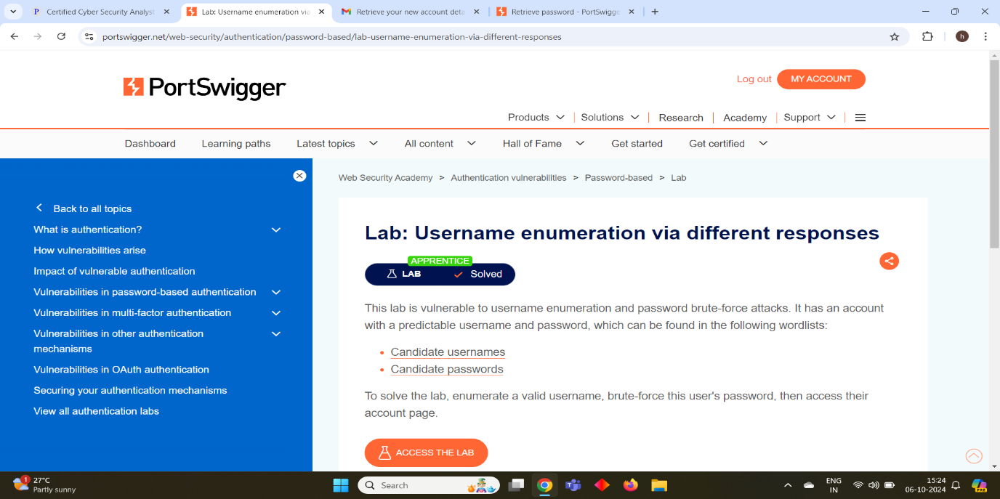 Certified Cyber Security Analyst
Lab: Username enumeration via
Retrieve your new account deta
Retrieve password - PortSwigge
portswigger.net/web-security/authentication/password-based/lab-username-enumeration-via-different-responses
h
PortSwigger
Log out
MY ACCOUNT
Products
Solutions
Research
Academy
Support
Dashboard
Learning paths
Latest topics
All content
Hall of Fame
Get started
Get certified
Back to all topics
What is authentication?
How vulnerabilities arise
Impact of vulnerable authentication
Vulnerabilities in password-based authentication
Vulnerabilities in multi-factor authentication
Vulnerabilities in other authentication
mechanisms
Vulnerabilities in OAuth authentication
Securing your authentication mechanisms
View all authentication labs
Web Security Academy > Authentication vulnerabilities > Password-based > Lab
Lab: Username enumeration via different responses
APPRENTICE
LAB
Solved
This lab is vulnerable to username enumeration and password brute-force attacks. It has an account
with a predictable username and password, which can be found in the following wordlists:
• Candidate usernames
• Candidate passwords
To solve the lab, enumerate a valid username, brute-force this user's password, then access their
account page.
ACCESS THE LAB
1
27°C
Partly sunny
Search
ENG
IN
15:24
06-10-2024